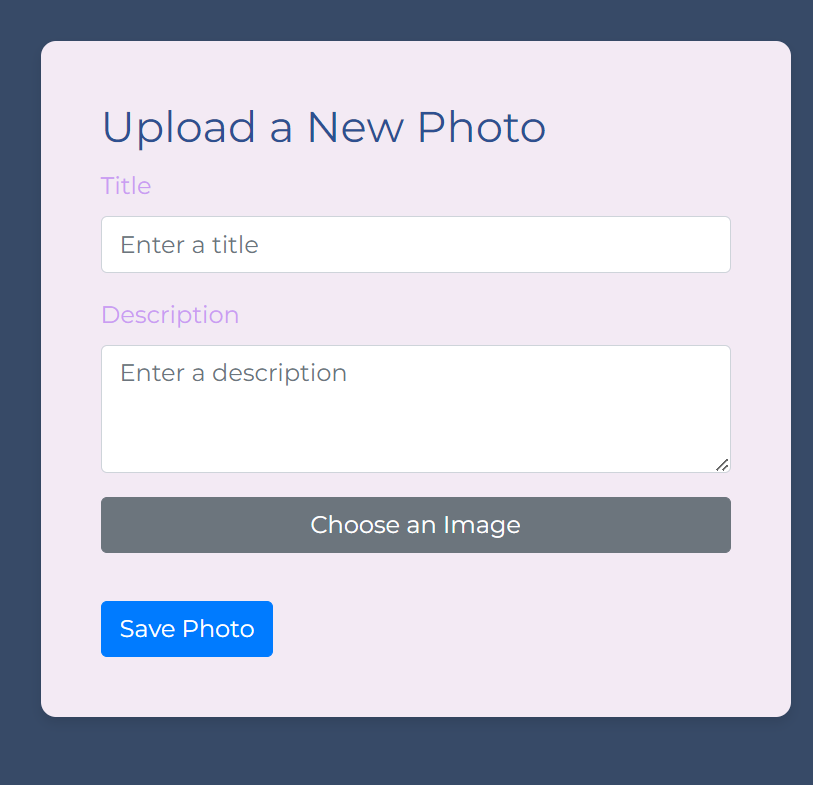 Upload a New Photo
Title
Enter a title
Description
Enter a description
Choose an Image
Save Photo